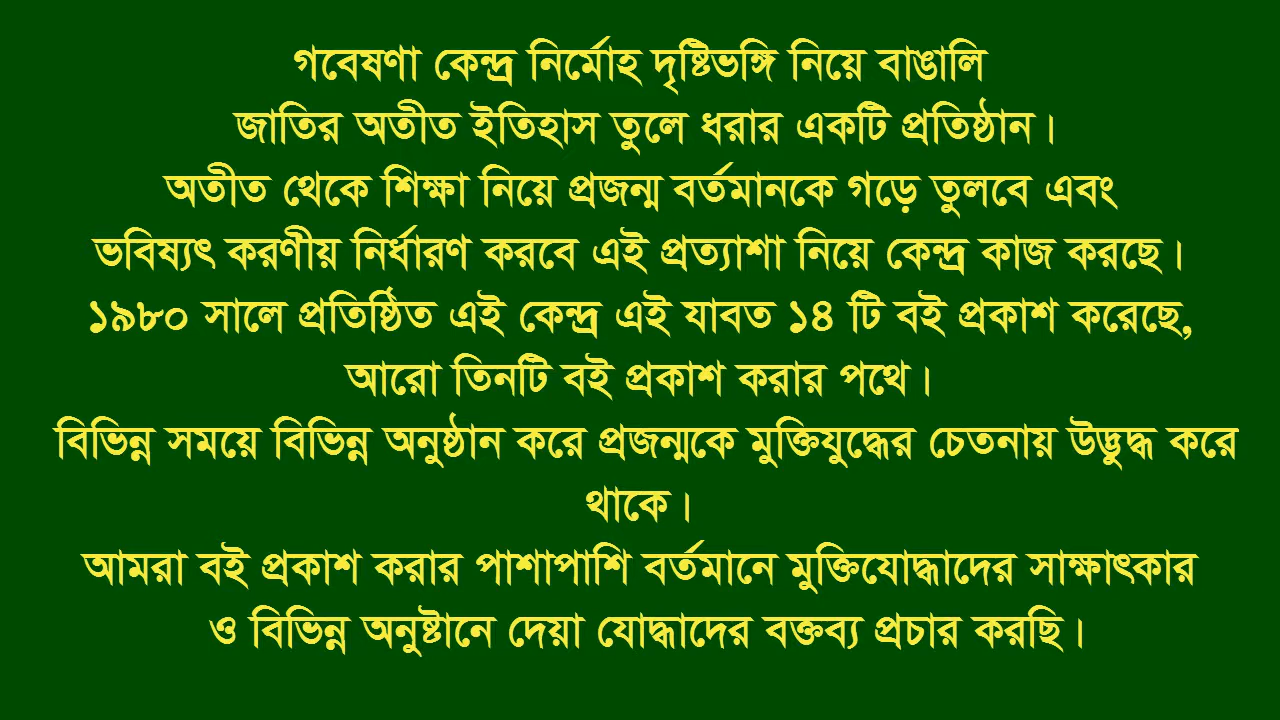 গবেষণা কেন্দ্র নির্মোহ দৃষ্টিভঙ্গি নিয়ে বাঙালি
জাতির অতীত ইতিহাস তুলে ধরার একটি প্রতিষ্ঠান।
অতীত থেকে শিক্ষা নিয়ে প্রজন্ম বর্তমানকে গড়ে তুলবে এবং
ভবিষ্যৎ করণীয় নির্ধারণ করবে এই প্রত্যাশা নিয়ে কেন্দ্র কাজ করছে।
১৯৮০ সালে প্রতিষ্ঠিত এই কেন্দ্র এই যাবত ১৪ টি বই প্রকাশ করেছে,
আরো তিনটি বই প্রকাশ করার পথে।
বিভিন্ন সময়ে বিভিন্ন অনুষ্ঠান করে প্রজন্মকে মুক্তিযুদ্ধের চেতনায় উদ্ভুদ্ধ করে
থাকে।
আমরা বই প্রকাশ করার পাশাপাশি বর্তমানে মুক্তিযোদ্ধাদের সাক্ষাৎকার
ও বিভিন্ন অনুষ্টানে দেয়া যোদ্ধাদের বক্তব্য প্রচার করছি।